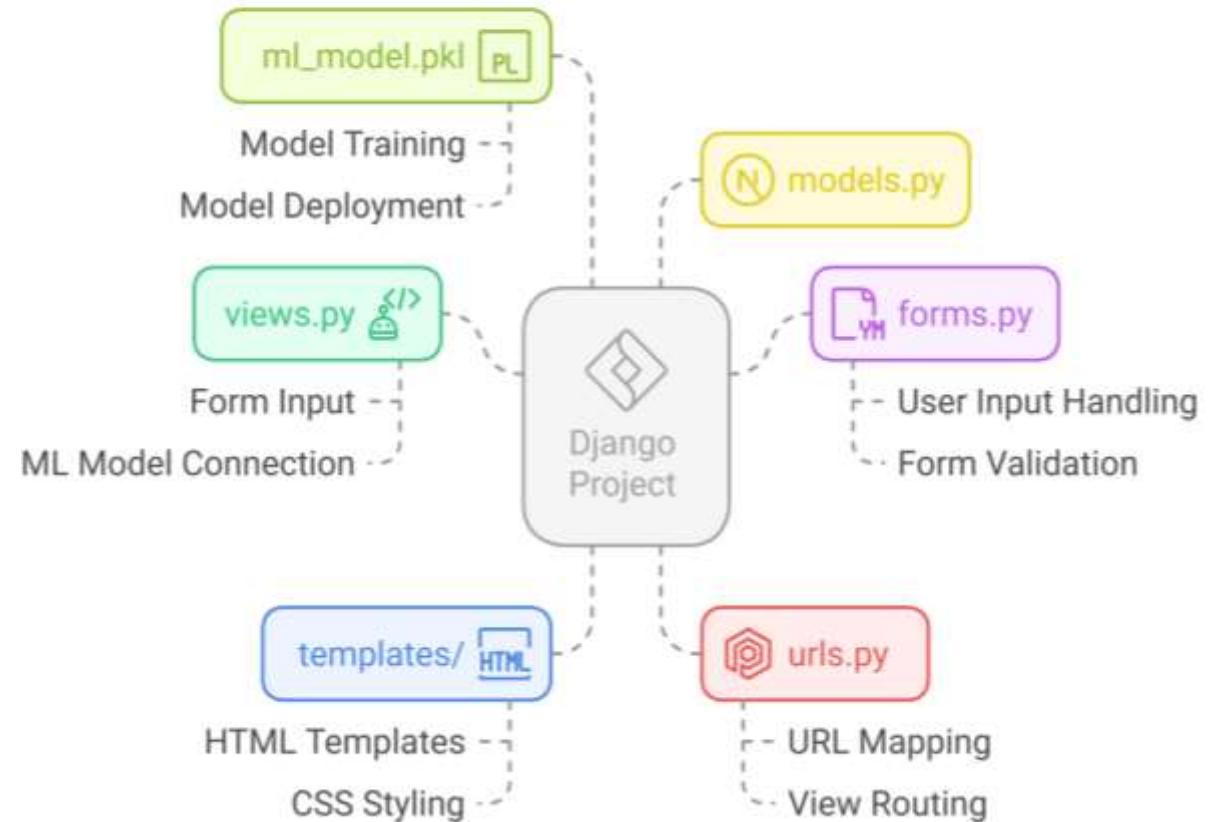 ml_model.pkl PL
Model Training
Model Deployment
models.py
views.py </>
forms.py YM
Form Input
ML Model Connection
User Input Handling
Form Validation
Django
Project
templates/ HTML
urls.py
HTML Templates
CSS Styling
URL Mapping
View Routing